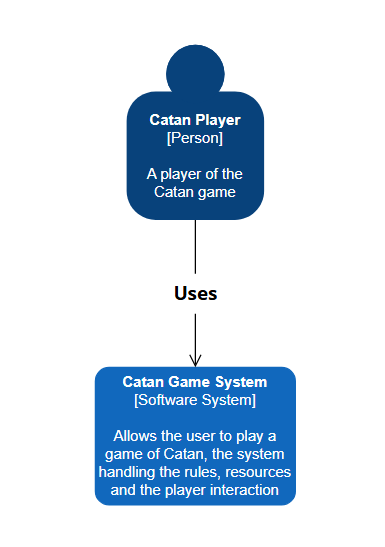 Catan Player
[Person]
A player of the
Catan game
Uses
Catan Game System
[Software System]
Allows the user to play a
game of Catan, the system
handling the rules, resources
and the player interaction